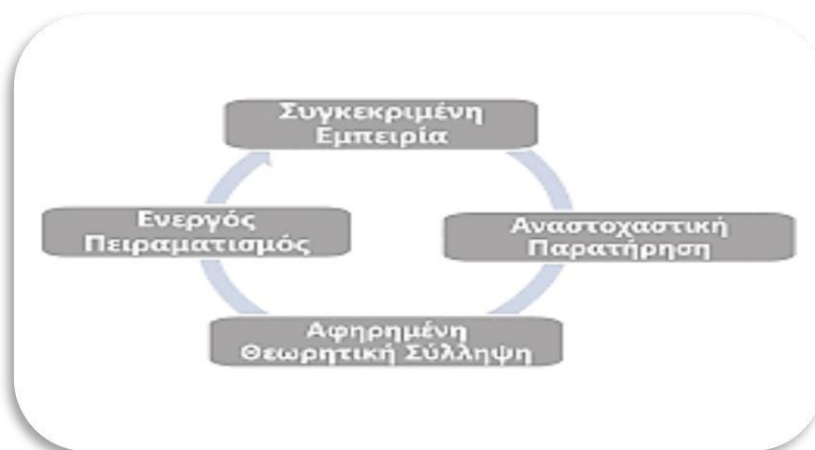 Συγκεκριμένη
Εμπειρία
Αναστοχαστική
Παρατήρηση
Αφηρημένη
Θεωρητική Σύλληψη
Ενεργός
Πειραματισμός